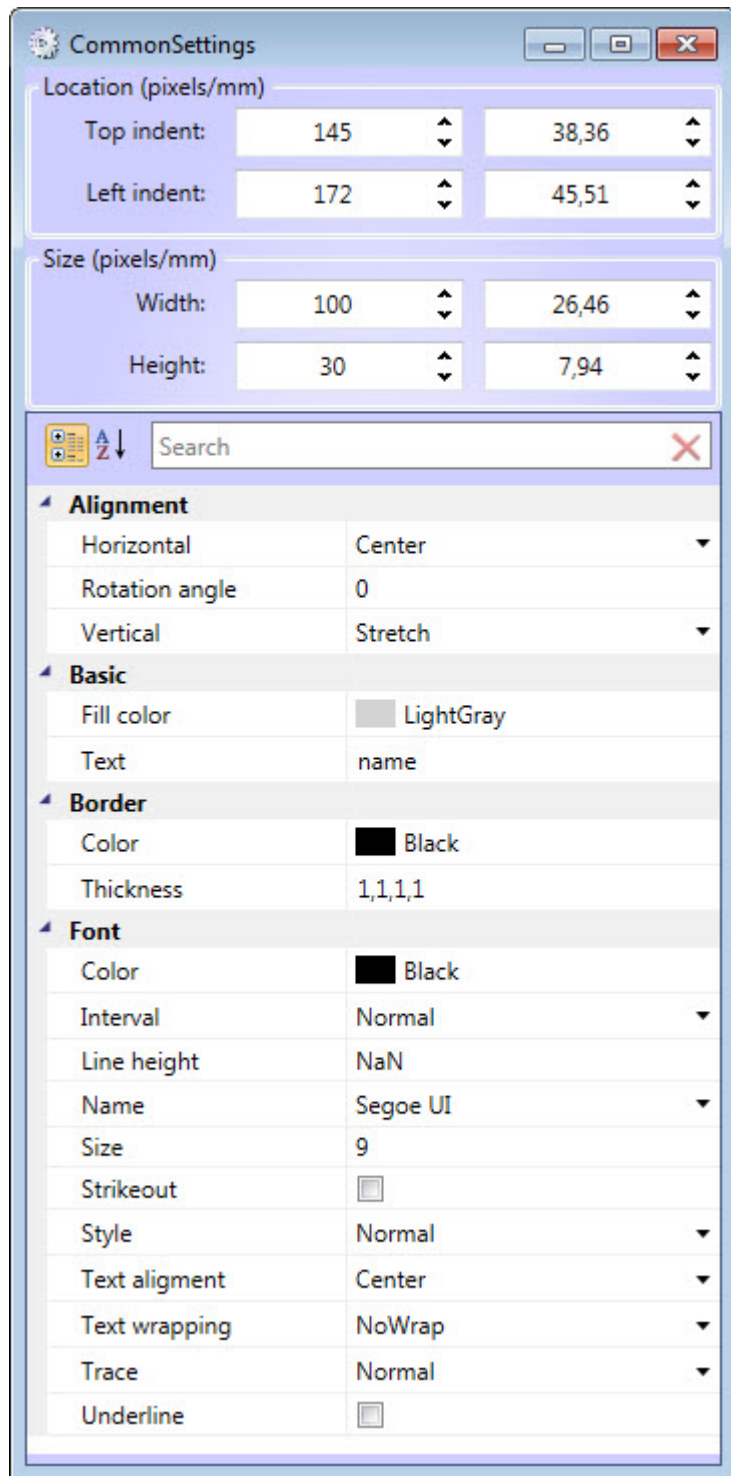 CommonSettings
Location (pixels/mm)
Top indent: 145 38,36
Left indent: 172 45,51
Size (pixels/mm)
Width: 100 26,46
Height: 30 7,94
A Z Search
Alignment
Horizontal Center
Rotation angle 0
Vertical Stretch
Basic
Fill color LightGray
Text name
Border
Color Black
Thickness 1,1,1,1
Font
Color Black
Interval Normal
Line height NaN
Name Segoe UI
Size 9
Strikeout
Style Normal
Text aligment Center
Text wrapping NoWrap
Trace Normal
Underline